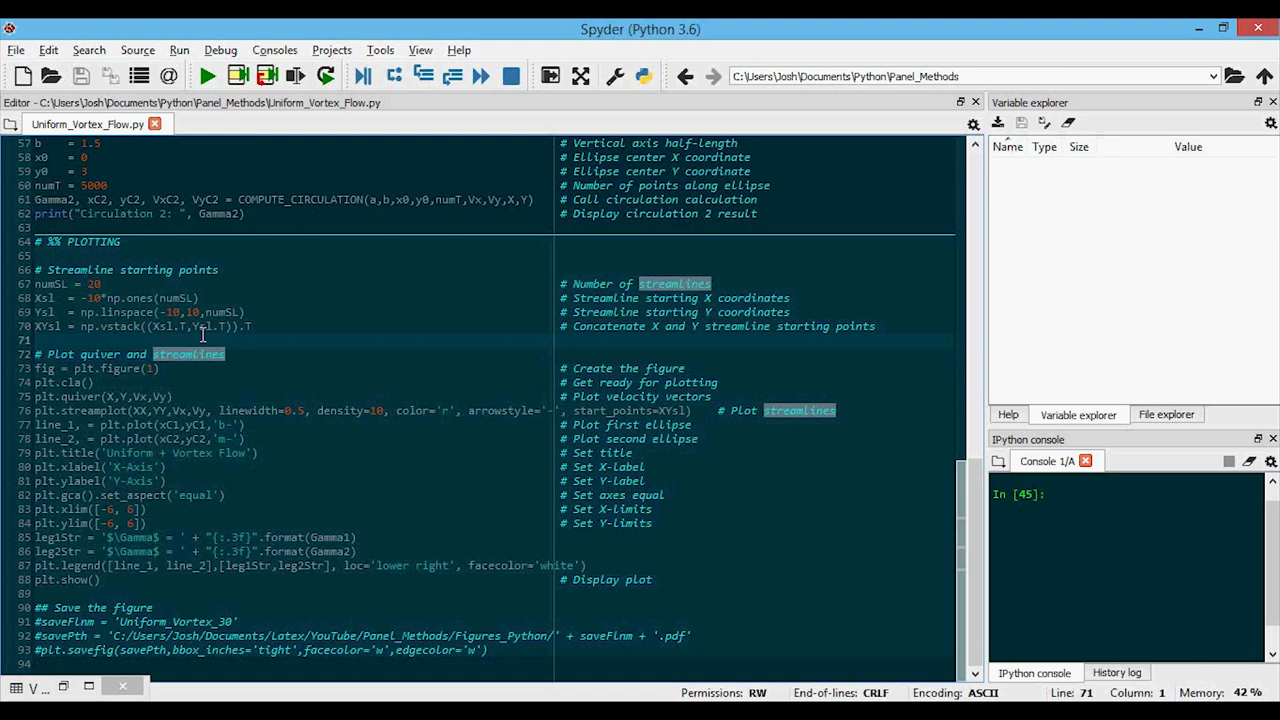 Spyder (Python 3.6)
File Edit Search Source Run Debug Consoles Projects Tools View Help
C:\Users\Josh\Documents\Python\Panel_Methods
Editor - C:\Users\Josh\Documents\Python\Panel_Methods\Uniform_Vortex_Flow.py
Uniform_Vortex_Flow.py
57 b    = 1.5 # Vertical axis half-length
58 x0   = 0 # Ellipse center X coordinate
59 y0   = 3 # Ellipse center Y coordinate
60 numT = 5000 # Number of points along ellipse
61 Gamma2, xC2, yC2, VxC2, VyC2 = COMPUTE_CIRCULATION(a,b,x0,y0,numT,Vx,Vy,X,Y) # Call circulation calculation
62 print("Circulation 2: ", Gamma2) # Display circulation 2 result
63
64 # %% PLOTTING
65
66 # Streamline starting points
67 numSL = 20 # Number of streamlines
68 Xsl  = -10*np.ones(numSL) # Streamline starting X coordinates
69 Ysl  = np.linspace(-10,10,numSL) # Streamline starting Y coordinates
70 XYsl = np.vstack((Xsl.T,Ysl.T)).T # Concatenate X and Y streamline starting points
71
72 # Plot quiver and streamlines
73 fig = plt.figure(1) # Create the figure
74 plt.cla() # Get ready for plotting
75 plt.quiver(X,Y,Vx,Vy) # Plot velocity vectors
76 plt.streamplot(XX,YY,Vx,Vy, linewidth=0.5, density=10, color='r', arrowstyle='-', start_points=XYsl) # Plot streamlines
77 line_1, = plt.plot(xC1,yC1,'b-') # Plot first ellipse
78 line_2, = plt.plot(xC2,yC2,'m-') # Plot second ellipse
79 plt.title('Uniform + Vortex Flow') # Set title
80 plt.xlabel('X-Axis') # Set X-label
81 plt.ylabel('Y-Axis') # Set Y-label
82 plt.gca().set_aspect('equal') # Set axes equal
83 plt.xlim([-6, 6]) # Set X-limits
84 plt.ylim([-6, 6]) # Set Y-limits
85 leg1Str = '$\Gamma$ = ' + "{:.3f}".format(Gamma1)
86 leg2Str = '$\Gamma$ = ' + "{:.3f}".format(Gamma2)
87 plt.legend([line_1, line_2],[leg1Str,leg2Str], loc='lower right', facecolor='white')
88 plt.show() # Display plot
89
90 ## Save the figure
91 #saveFlnm = 'Uniform_Vortex_30'
92 #savePth = 'C:/Users/Josh/Documents/Latex/YouTube/Panel_Methods/Figures_Python/' + saveFlnm + '.pdf'
93 #plt.savefig(savePth,bbox_inches='tight',facecolor='w',edgecolor='w')
94
Variable explorer
Name Type Size Value
Help Variable explorer File explorer
IPython console
Console 1/A
In [45]:
IPython console History log
V ...
Permissions: RW End-of-lines: CRLF Encoding: ASCII Line: 71 Column: 1 Memory: 42 %